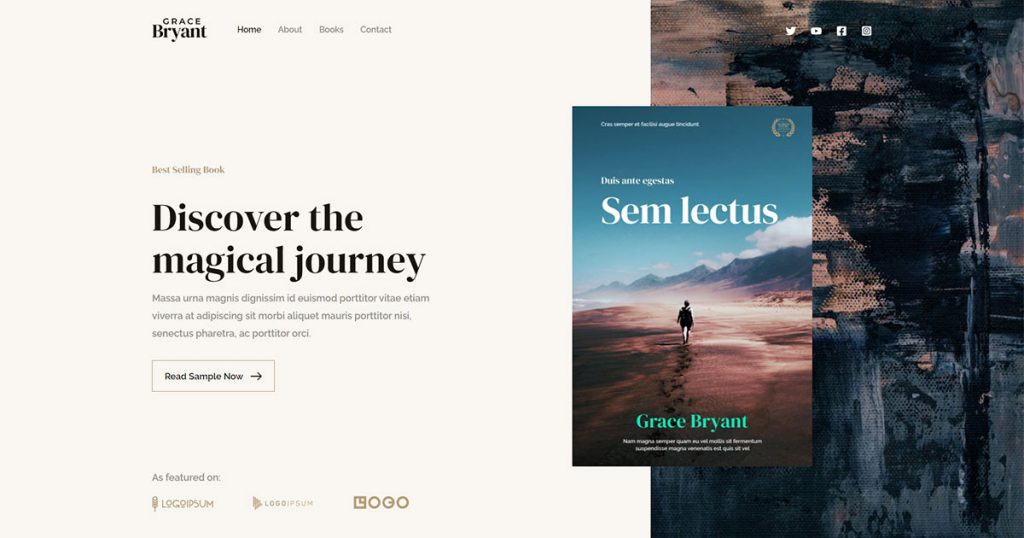 GRACE
Bryant
Home
About
Books
Contact
Best Selling Book
Discover the
magical journey
Massa urna magnis dignissim id euismod porttitor vitae etiam
viverra at adipiscing sit morbi aliquet mauris porttitor nisi,
senectus pharetra, ac porttitor orci.
Read Sample Now
As featured on:
LOGOIPSUM
LOGOIPSUM
LOGO
Cras semper et facilisi augue tincidunt
Duis ante egestas
Sem lectus
Grace Bryant
Nam magna semper quam eu vel mollis sit fermentum
suspendisse magna venenatis est quis sit vel